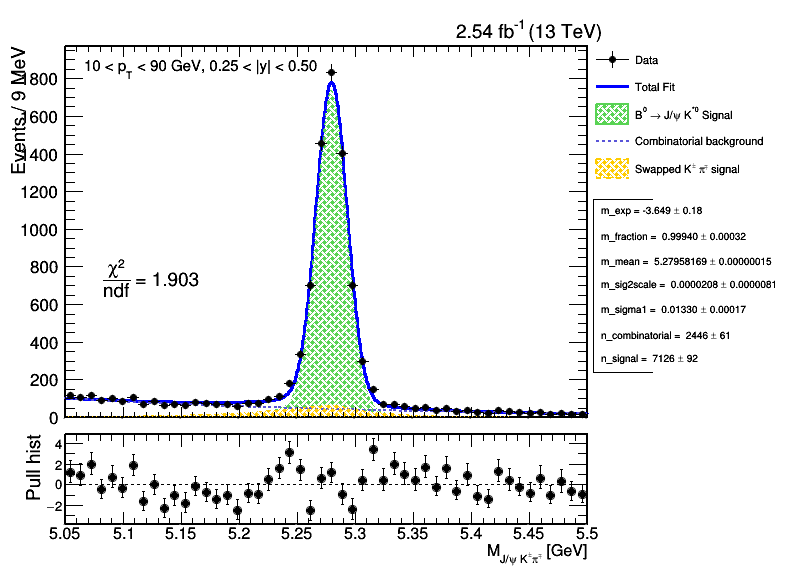 2.54 fb⁻¹ (13 TeV)
10 < p_T < 90 GeV, 0.25 < |y| < 0.50
Events / 9 MeV
1800
1600
1400
1200
1000
800
600
400
200
0
χ²/ndf = 1.903
Data
Total Fit
B⁰ → J/ψ K*⁰ Signal
Combinatorial background
Swapped K± π∓ signal
m_exp = -3.649 ± 0.18
m_fraction = 0.99940 ± 0.00032
m_mean = 5.27958169 ± 0.00000015
m_sig2scale = 0.0000208 ± 0.0000081
m_sigma1 = 0.01330 ± 0.00017
n_combinatorial = 2446 ± 61
n_signal = 7126 ± 92
Pull hist
4
2
0
−2
5.05 5.1 5.15 5.2 5.25 5.3 5.35 5.4 5.45 5.5
M_J/ψ K±π∓ [GeV]